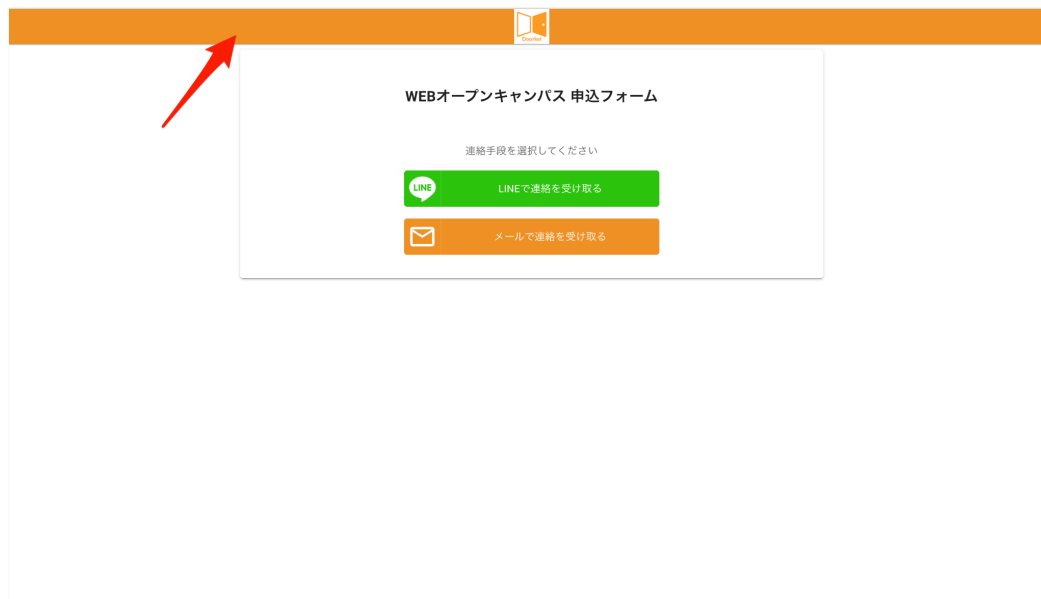 WEBオープンキャンパス 申込フォーム
連絡手段を選択してください
LINE
LINEで連絡を受け取る
メールで連絡を受け取る